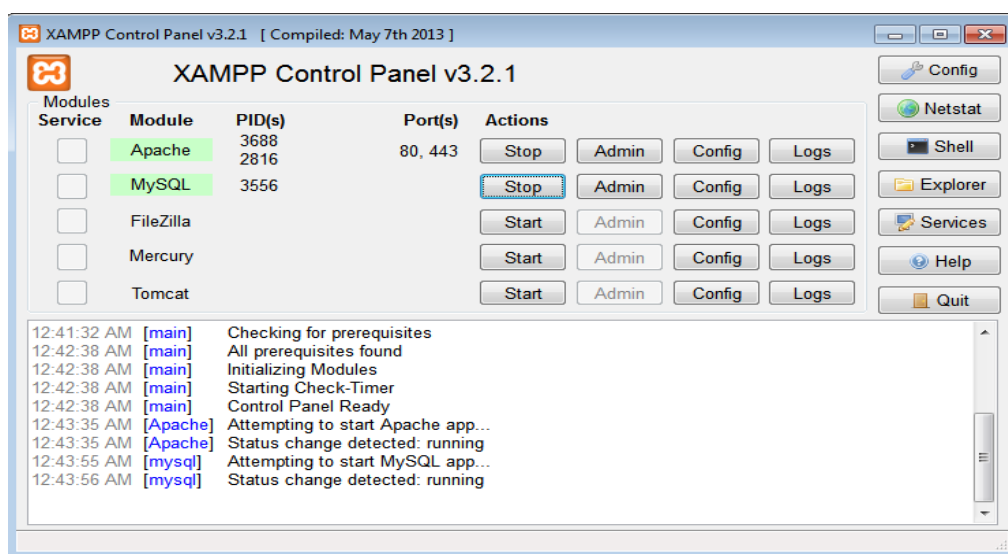 XAMPP Control Panel v3.2.1 [ Compiled: May 7th 2013 ]
XAMPP Control Panel v3.2.1
Config
Modules
Netstat
Service Module PID(s) Port(s) Actions
Apache 3688 80, 443 Stop Admin Config Logs
2816
Shell
MySQL 3556 Stop Admin Config Logs
Explorer
FileZilla Start Admin Config Logs
Services
Mercury Start Admin Config Logs
Help
Tomcat Start Admin Config Logs
Quit
12:41:32 AM [main] Checking for prerequisites
12:42:38 AM [main] All prerequisites found
12:42:38 AM [main] Initializing Modules
12:42:38 AM [main] Starting Check-Timer
12:42:38 AM [main] Control Panel Ready
12:43:35 AM [Apache] Attempting to start Apache app...
12:43:35 AM [Apache] Status change detected: running
12:43:55 AM [mysql] Attempting to start MySQL app...
12:43:56 AM [mysql] Status change detected: running